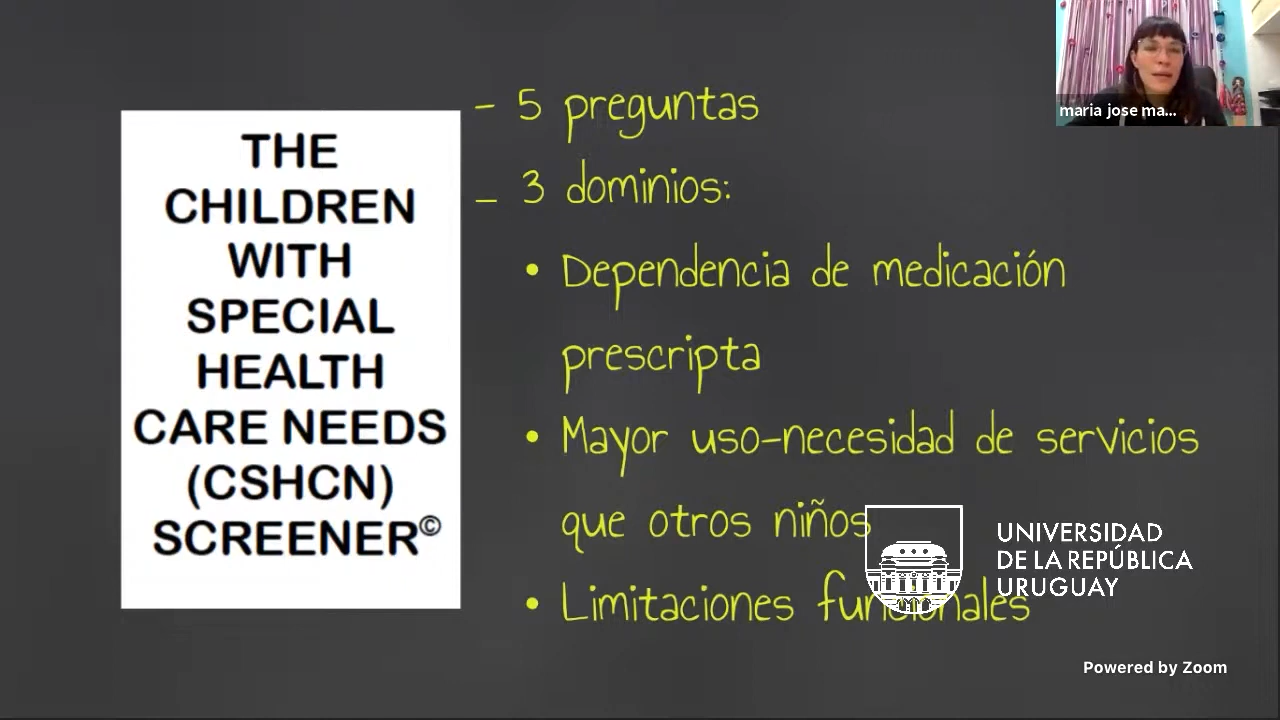 THE
CHILDREN
WITH
SPECIAL
HEALTH
CARE NEEDS
(CSHCN)
SCREENER©
- 5 preguntas
- 3 dominios:
• Dependencia de medicación
prescripta
• Mayor uso-necesidad de servicios
que otros niños
• Limitaciones funcionales
maria jose ma...
UNIVERSIDAD
DE LA REPÚBLICA
URUGUAY
Powered by Zoom